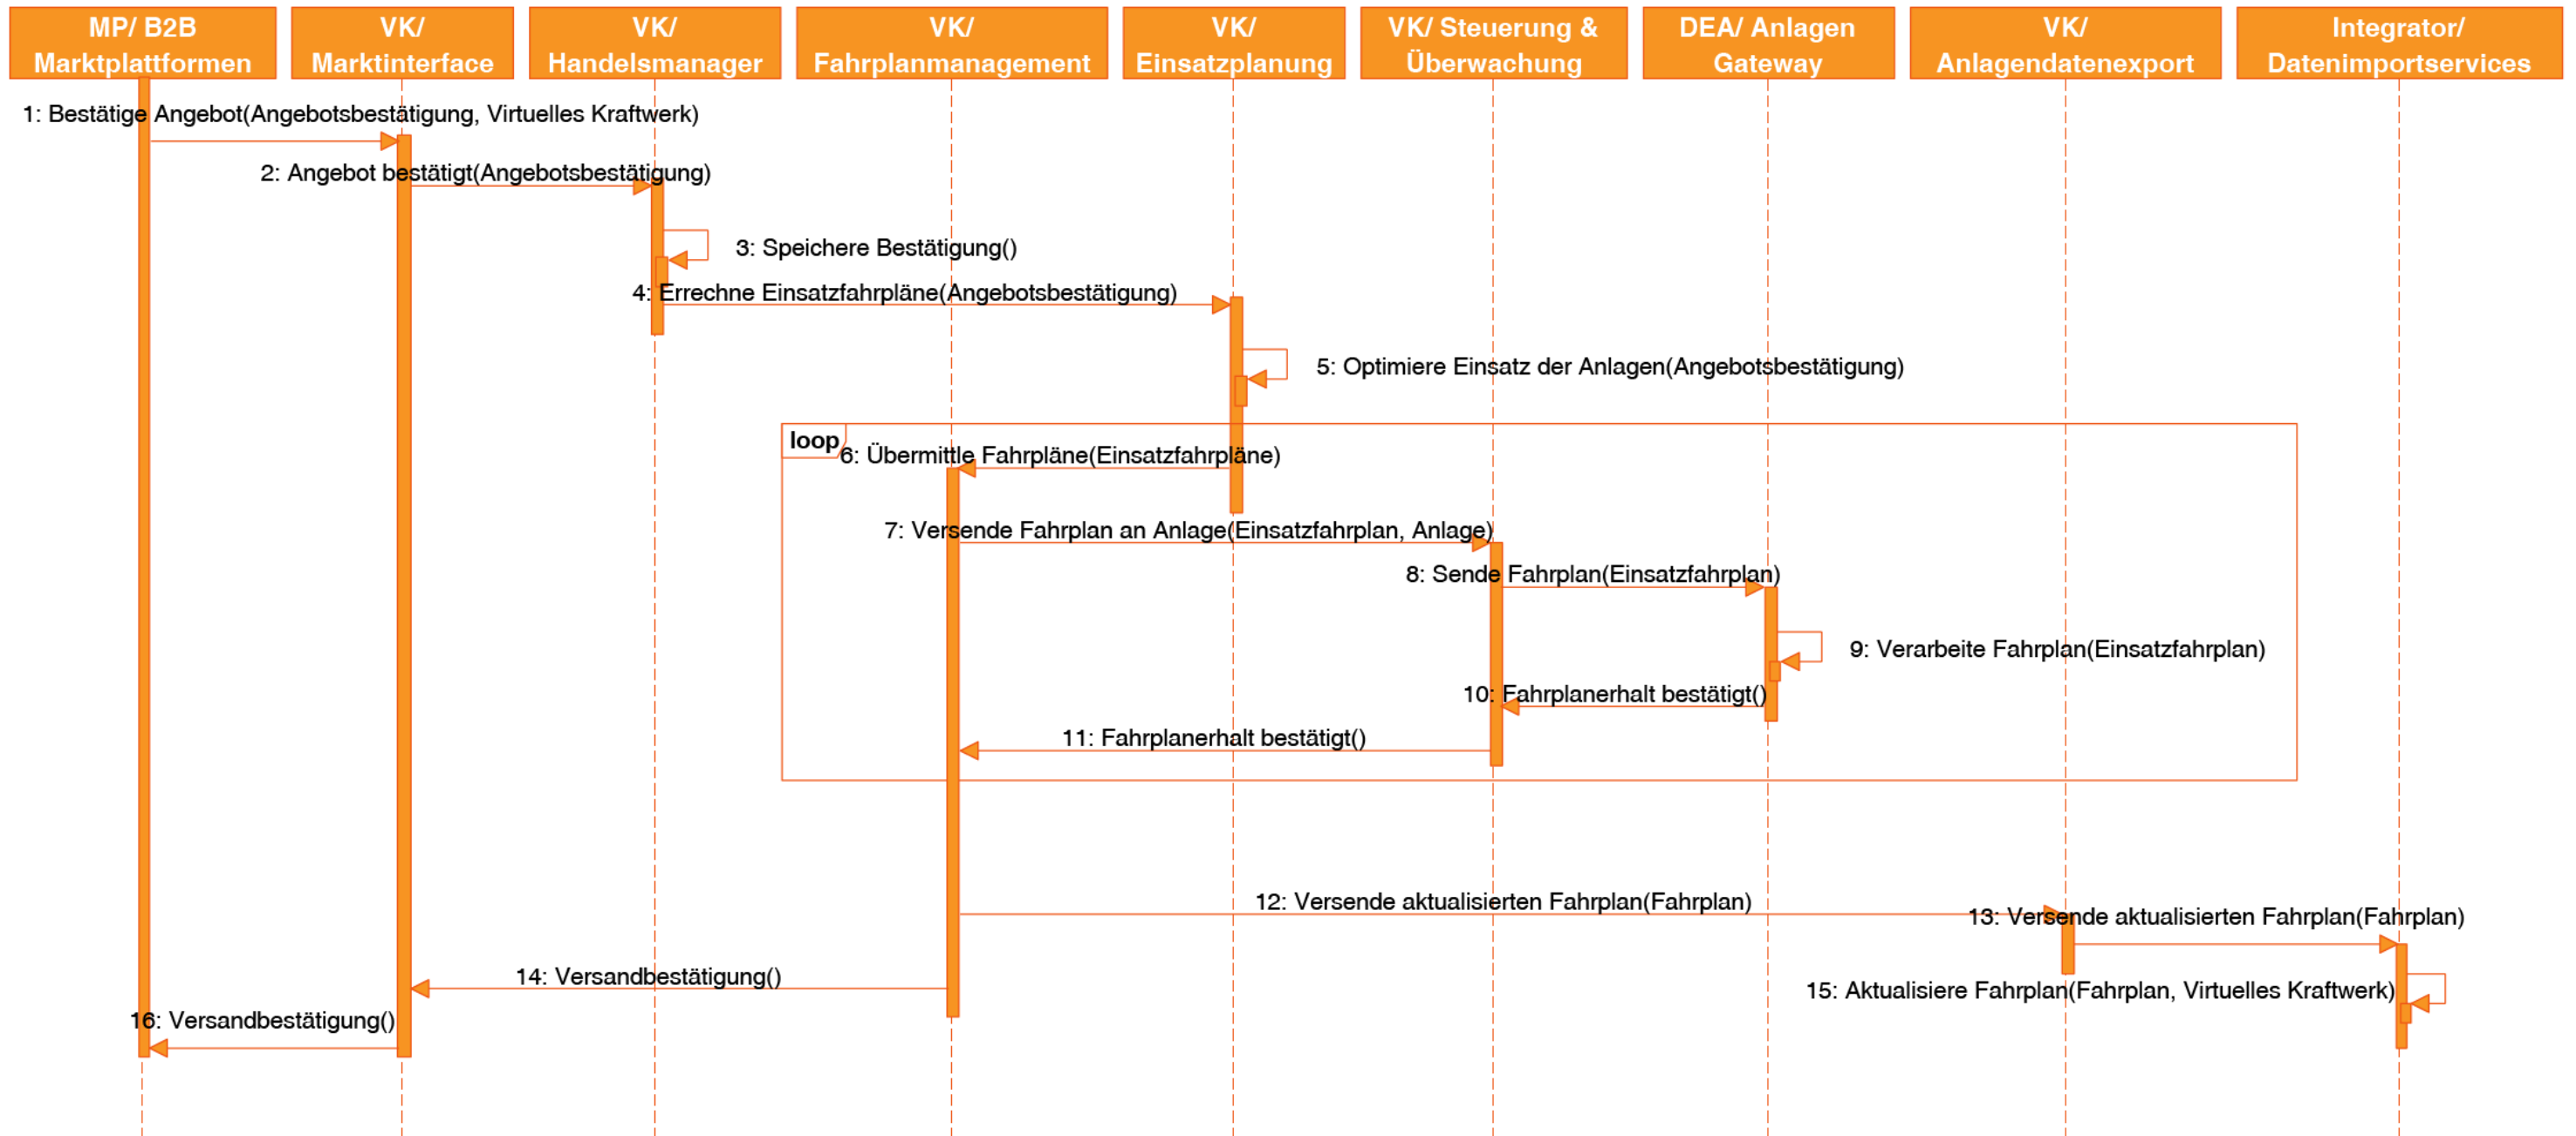 MP/ B2B
Marktplattformen
VK/
Marktinterface
VK/
Handelsmanager
VK/
Fahrplanmanagement
VK/
Einsatzplanung
VK/ Steuerung &
Überwachung
DEA/ Anlagen
Gateway
VK/
Anlagendatenexport
Integrator/
Datenimportservices
1: Bestätige Angebot(Angebotsbestätigung, Virtuelles Kraftwerk)
2: Angebot bestätigt(Angebotsbestätigung)
3: Speichere Bestätigung()
4: Errechne Einsatzfahrpläne(Angebotsbestätigung)
5: Optimiere Einsatz der Anlagen(Angebotsbestätigung)
loop
6: Übermittle Fahrpläne(Einsatzfahrpläne)
7: Versende Fahrplan an Anlage(Einsatzfahrplan, Anlage)
8: Sende Fahrplan(Einsatzfahrplan)
9: Verarbeite Fahrplan(Einsatzfahrplan)
10: Fahrplanerhalt bestätigt()
11: Fahrplanerhalt bestätigt()
12: Versende aktualisierten Fahrplan(Fahrplan)
13: Versende aktualisierten Fahrplan(Fahrplan)
14: Versandbestätigung()
15: Aktualisiere Fahrplan(Fahrplan, Virtuelles Kraftwerk)
16: Versandbestätigung()